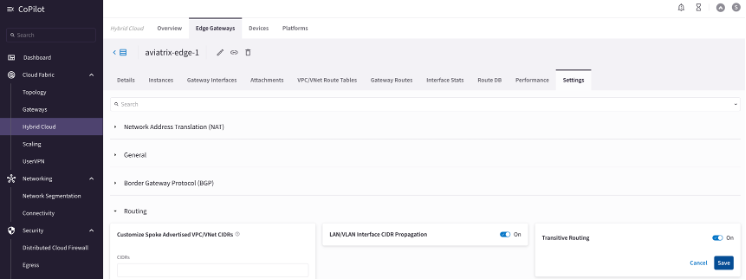 CoPilot
Search
Dashboard
Cloud Fabric
Topology
Gateways
Hybrid Cloud
Scaling
UserVPN
Networking
Network Segmentation
Connectivity
Security
Distributed Cloud Firewall
Egress
Hybrid Cloud Overview Edge Gateways Devices Platforms
aviatrix-edge-1
Details Instances Gateway Interfaces Attachments VPC/VNet Route Tables Gateway Routes Interface Stats Route DB Performance Settings
Search
Network Address Translation (NAT)
General
Border Gateway Protocol (BGP)
Routing
Customize Spoke Advertised VPC/VNet CIDRs
CIDRs
LAN/VLAN Interface CIDR Propagation On
Transitive Routing On
Cancel Save